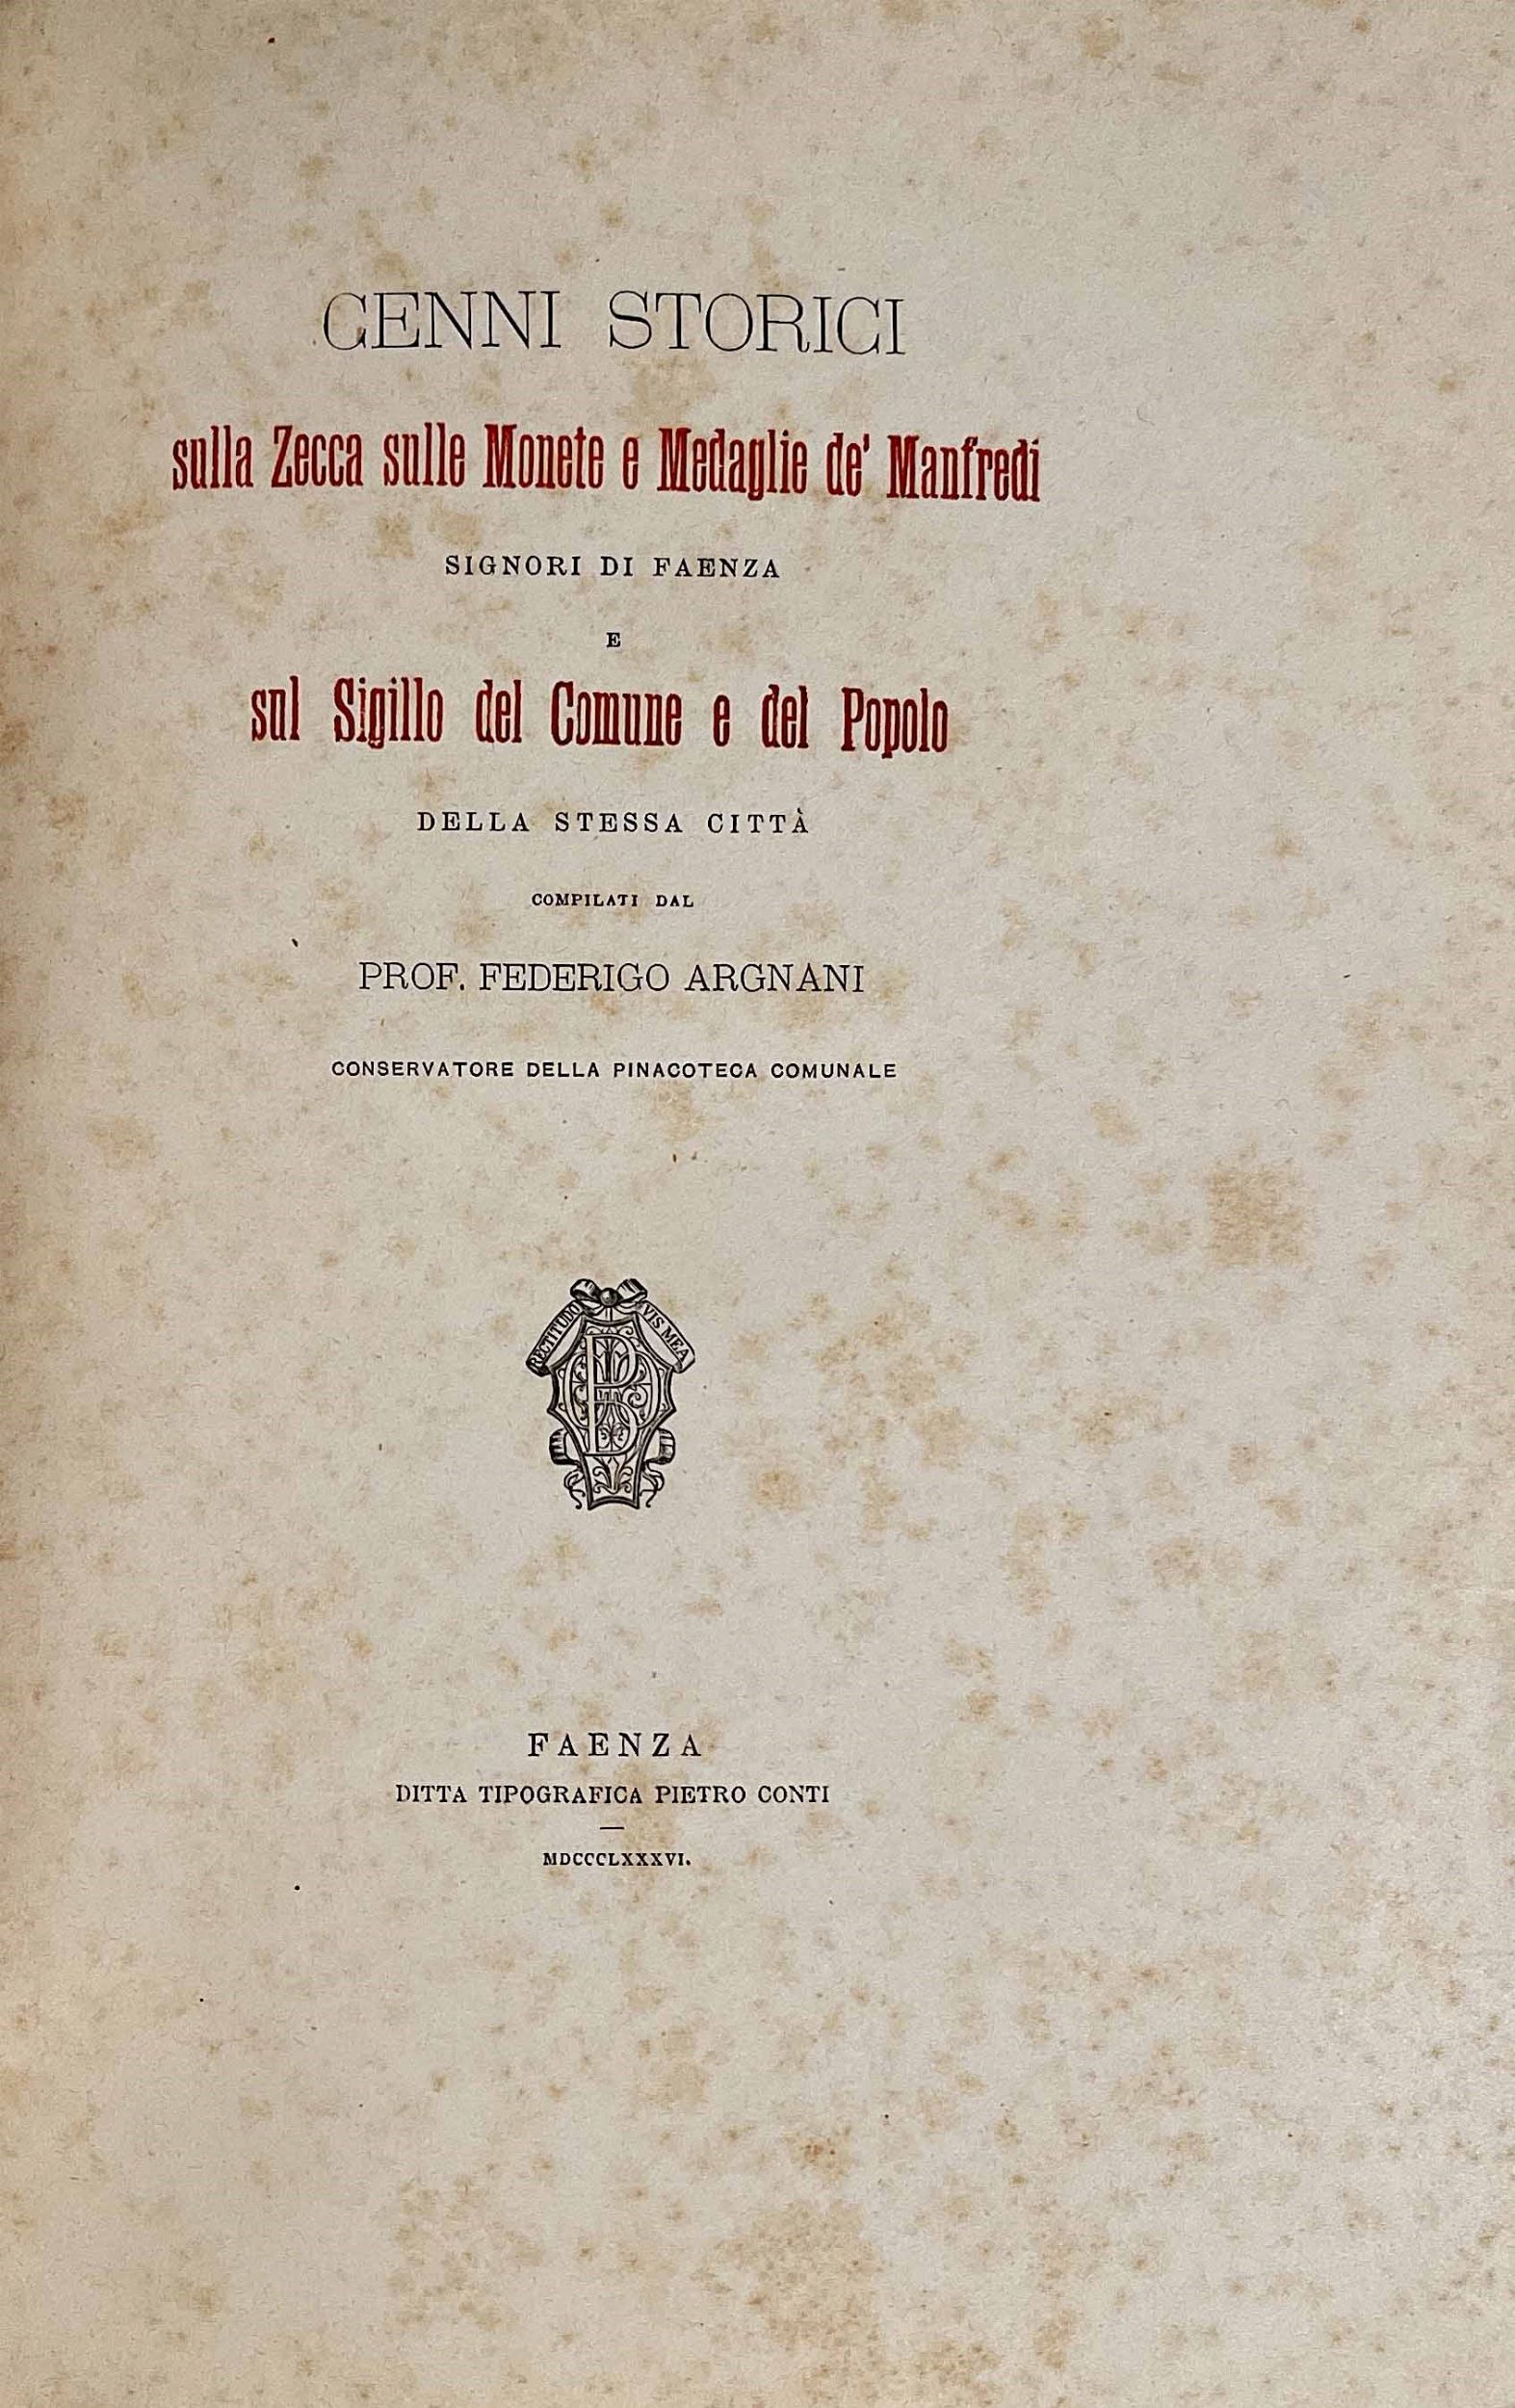 CENNI STORICI
sulla Zecca sulle Monete e Medaglie de' Manfredi
SIGNORI DI FAENZA
E
sul Sigillo del Comune e del Popolo
DELLA STESSA CITTÀ
COMPILATI DAL
PROF. FEDERIGO ARGNANI
CONSERVATORE DELLA PINACOTECA COMUNALE
RECTITUDO VIS MEA
FAENZA
DITTA TIPOGRAFICA PIETRO CONTI
MDCCCLXXXVI.